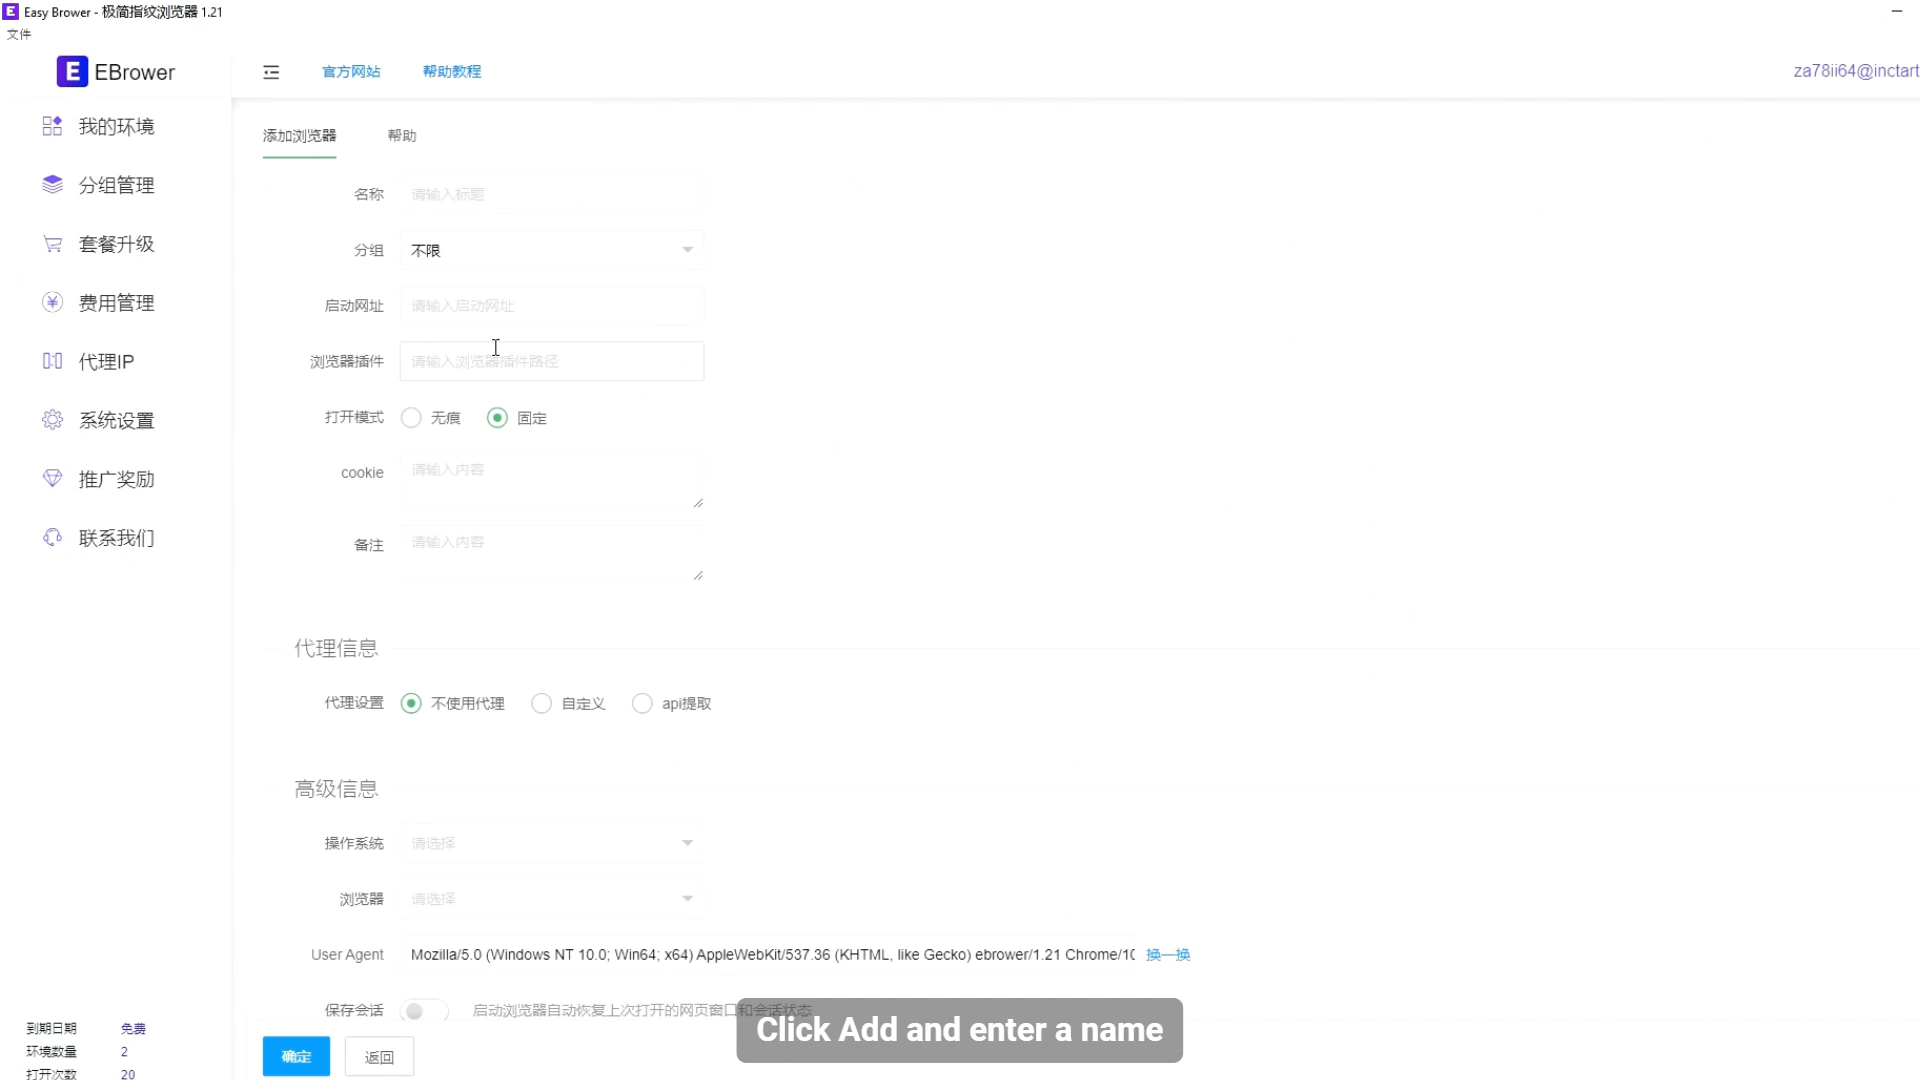 Easy Brower - 极简指纹浏览器 1.21
文件
E EBrower
官方网站 帮助教程
za78ii64@inctart
我的环境
分组管理
套餐升级
费用管理
代理IP
系统设置
推广奖励
联系我们
到期日期 免费
环境数量 2
打开次数 20
添加浏览器 帮助
名称 请输入标题
分组 不限
启动网址 请输入启动网址
浏览器插件 请输入浏览器插件路径
打开模式 无痕 固定
cookie 请输入内容
备注 请输入内容
代理信息
代理设置 不使用代理 自定义 api提取
高级信息
操作系统 请选择
浏览器 请选择
User Agent Mozilla/5.0 (Windows NT 10.0; Win64; x64) AppleWebKit/537.36 (KHTML, like Gecko) ebrower/1.21 Chrome/10 换一换
保存会话 启动浏览器自动恢复上次打开的网页窗口和会话状态
确定 返回
Click Add and enter a name